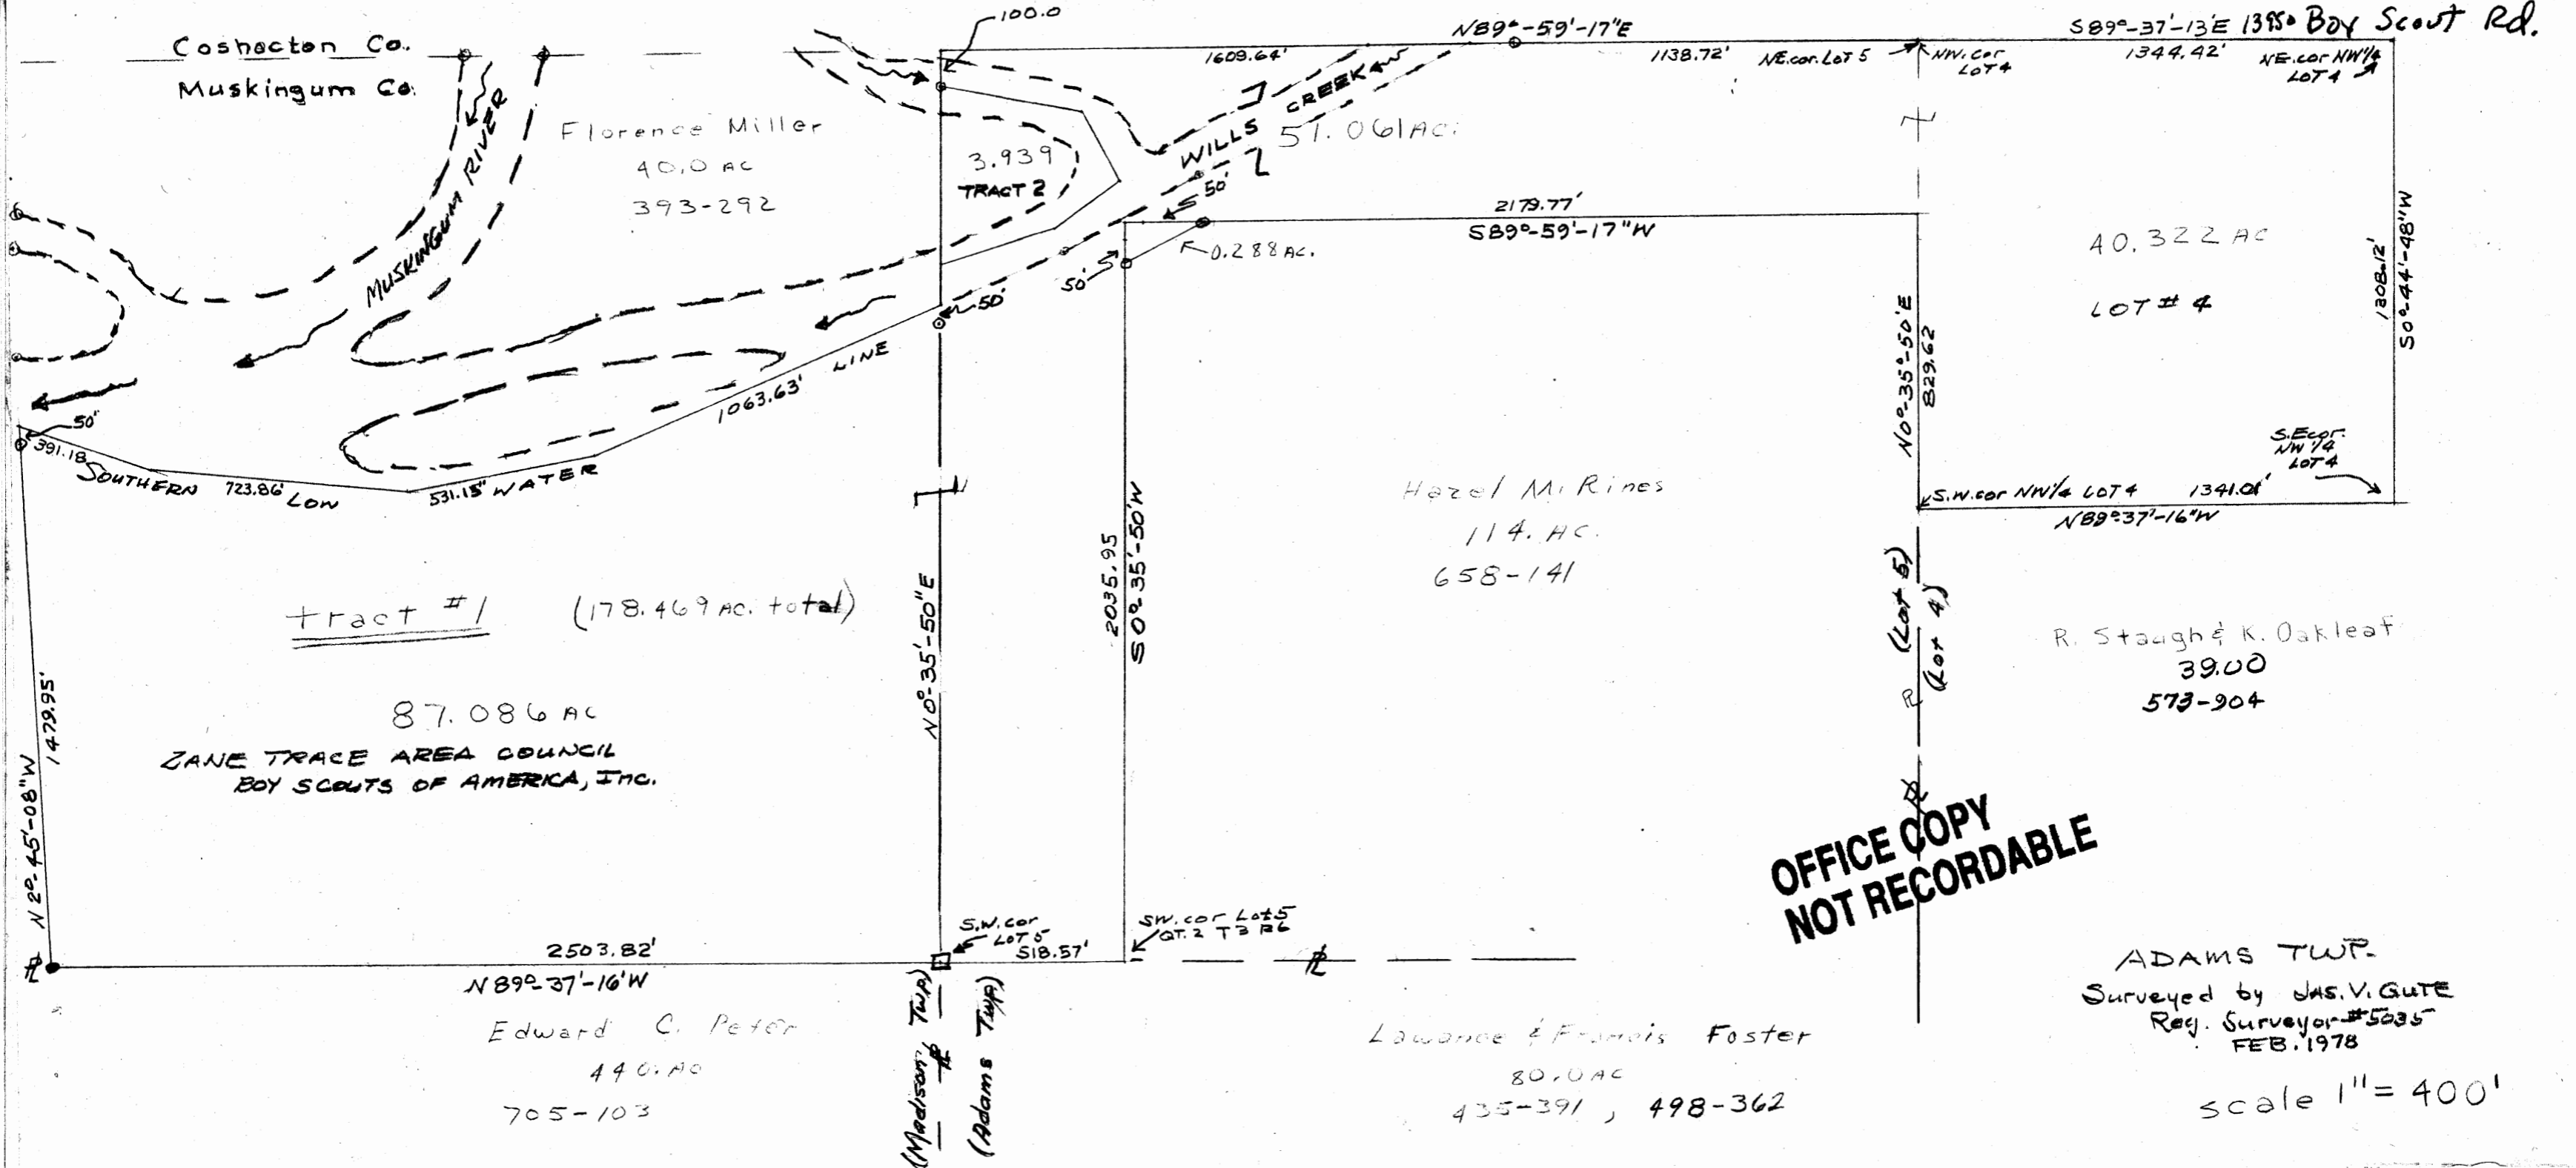 100.0
Coshocton Co.
Muskingum Co.
N89°-59'-17"E
S89°-37'-13"E 13950 Boy Scout Rd.
1609.64'
1138.72'
NE.cor. LOT 5
NW. Cor
LOT 4
1344.42'
NE.cor NW¼
LOT 4
MUSKINGUM RIVER
Florence Miller
40.0 AC
393-292
3.939
TRACT 2
WILLS CREEK
51.061 AC.
50'
2179.77'
S89°-59'-17"W
0.288 AC.
50'
50'
40.322 AC
LOT # 4
1308.12'
S0°-44'-48"W
N0°-35'-50"E
829.62
MUSKINGUM RIVER
50'
391.18
SOUTHERN 723.86' LOW 531.15' WATER
1063.63' LINE
S.E cor.
NW ¼
LOT 4
S.W. cor NW¼ LOT 4 1341.01'
N89°37'-16"W
Hazel M. Rines
114. AC.
658-141
2035.95
S0°-35'-50"W
N0°-35'-50"E
tract #1 (178.469 AC. total)
87.086 AC
ZANE TRACE AREA COUNCIL
BOY SCOUTS OF AMERICA, Inc.
N2°-45'-08"W
1479.95'
(Lot 5)
(Lot 4)
R. Staugh & K. Oakleaf
39.00
573-904
OFFICE COPY
NOT RECORDABLE
S.W. cor
LOT 5
SW. cor Lot 5
QT. 2 T3 R6
2503.82'
518.57'
N89°-37'-16"W
(Madison Twp)
(Adams Twp)
Edward C. Peter
440. AC
705-103
Lawrance & Francis Foster
80.0 AC
435-391, 498-362
ADAMS TWP.
Surveyed by JAS. V. GUTE
Reg. Surveyor #5035
FEB. 1978
scale 1" = 400'